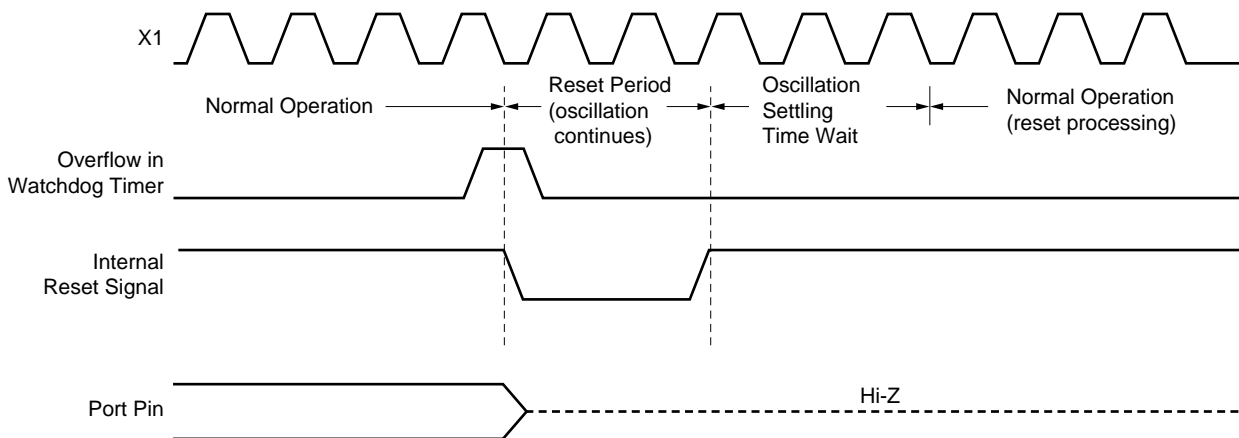 X1
Normal Operation
Reset Period
(oscillation
continues)
Oscillation
Settling
Time Wait
Normal Operation
(reset processing)
Overflow in
Watchdog Timer
Internal
Reset Signal
Port Pin
Hi-Z